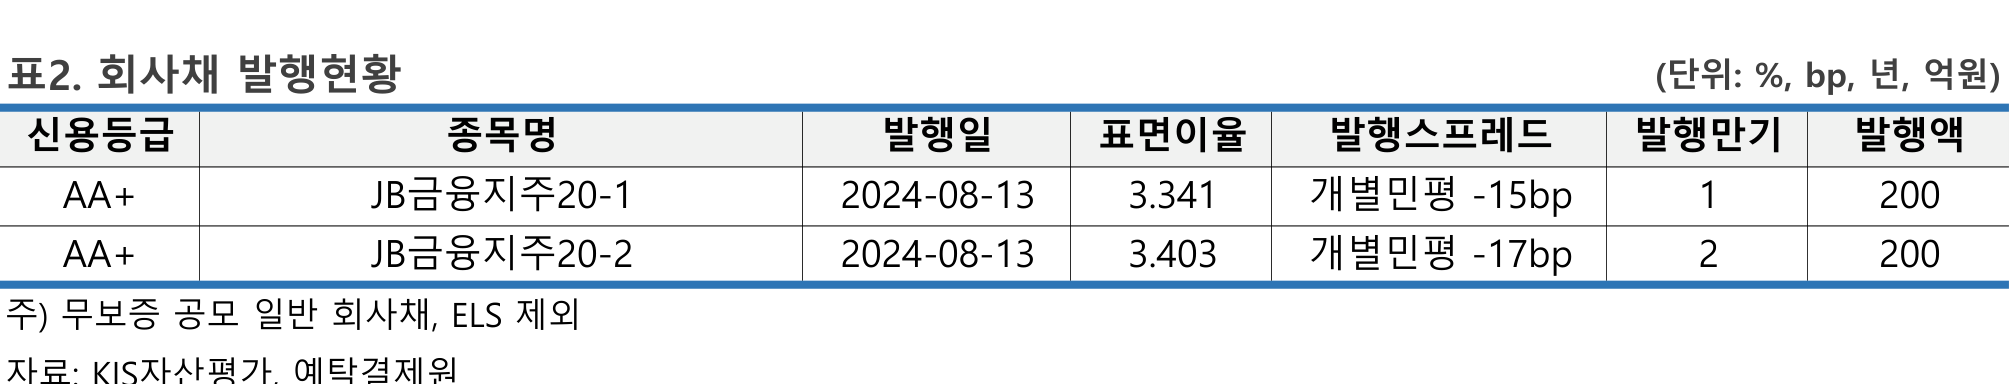 표2. 회사채 발행현황 (단위: %, bp, 년, 억원)
신용등급 종목명 발행일 표면이율 발행스프레드 발행만기 발행액
AA+ JB금융지주20-1 2024-08-13 3.341 개별민평 -15bp 1 200
AA+ JB금융지주20-2 2024-08-13 3.403 개별민평 -17bp 2 200
주) 무보증 공모 일반 회사채, ELS 제외
자료: KIS자산평가, 예탁결제원